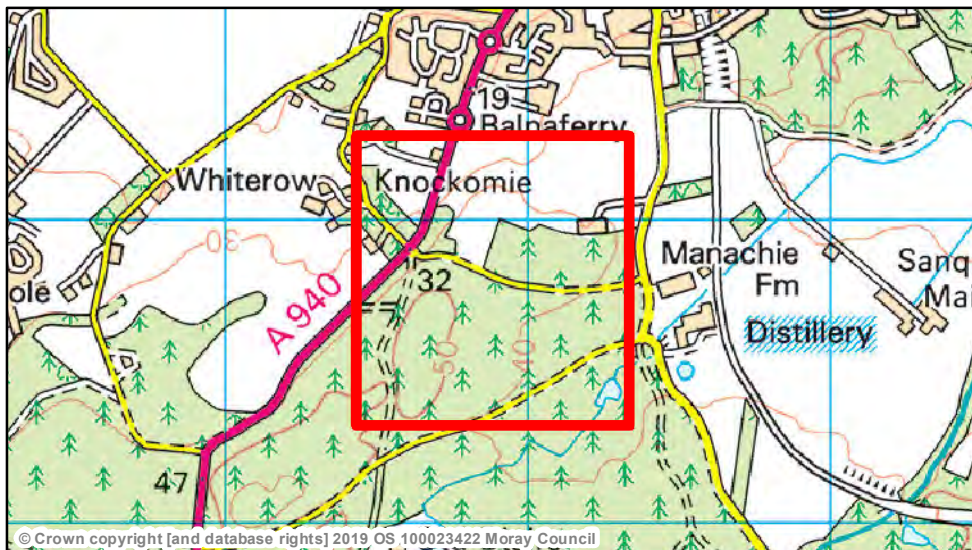 19
Balnaferry
Whiterow
Knockomie
30
Manachie
Fm
Sanq
Mai
ole
32
A 940
Distillery
50
40
47
© Crown copyright [and database rights] 2019 OS 100023422 Moray Council